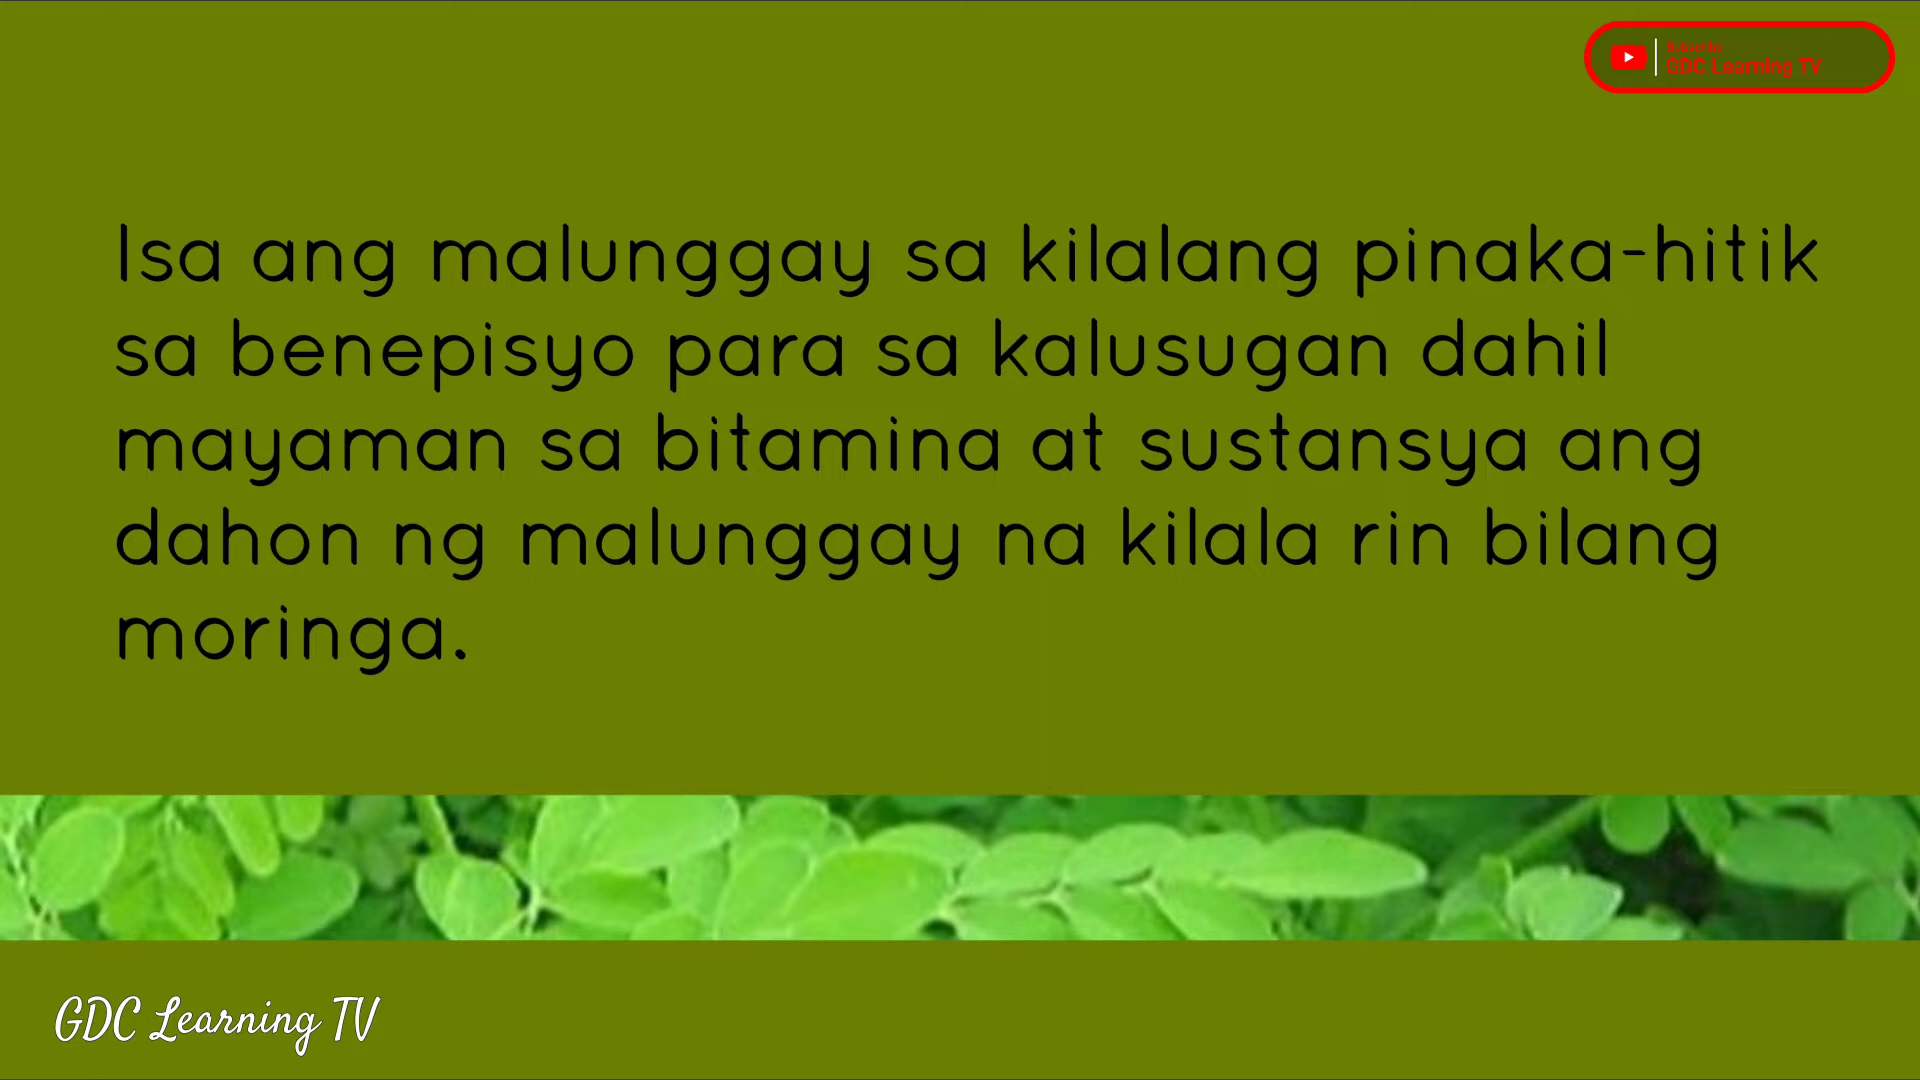 Subscribe
GDC Learning TV
Isa ang malunggay sa kilalang pinaka-hitik
sa benepisyo para sa kalusugan dahil
mayaman sa bitamina at sustansya ang
dahon ng malunggay na kilala rin bilang
moringa.
GDC Learning TV